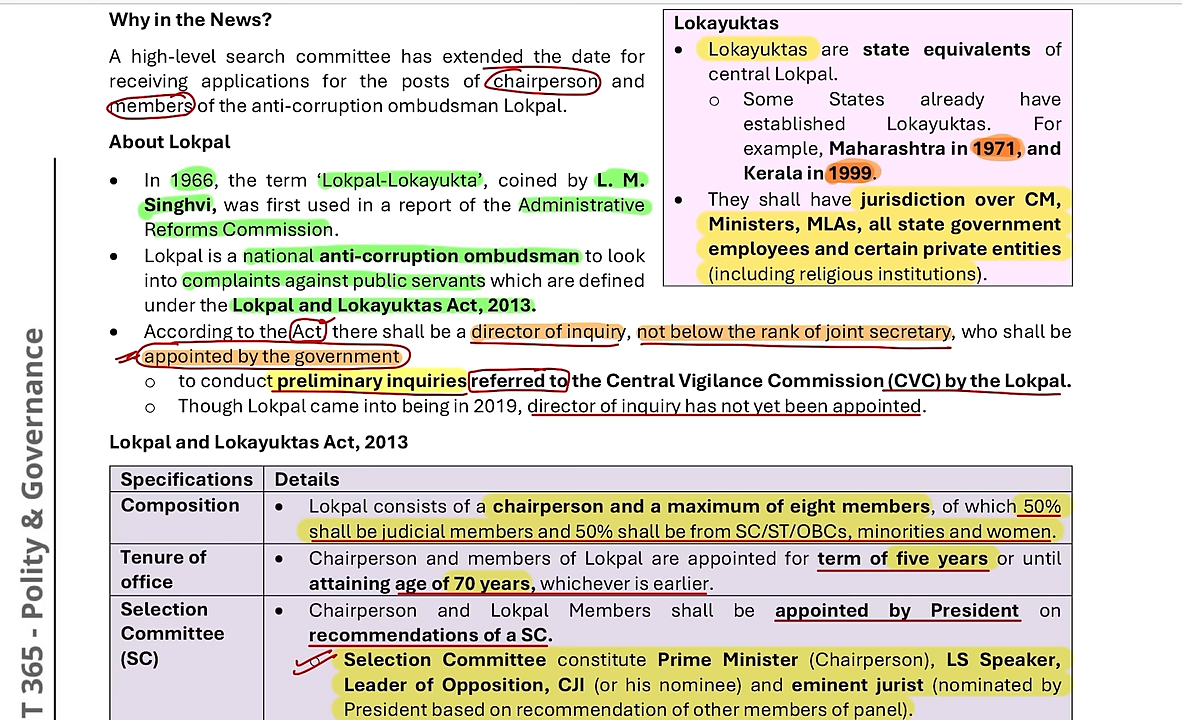 Why in the News?
A high-level search committee has extended the date for
receiving applications for the posts of chairperson and
members of the anti-corruption ombudsman Lokpal.
About Lokpal
• In 1966, the term ‘Lokpal-Lokayukta’, coined by L. M.
Singhvi, was first used in a report of the Administrative
Reforms Commission.
• Lokpal is a national anti-corruption ombudsman to look
into complaints against public servants which are defined
under the Lokpal and Lokayuktas Act, 2013.
• According to the Act, there shall be a director of inquiry, not below the rank of joint secretary, who shall be
appointed by the government
o to conduct preliminary inquiries referred to the Central Vigilance Commission (CVC) by the Lokpal.
o Though Lokpal came into being in 2019, director of inquiry has not yet been appointed.
Lokayuktas
• Lokayuktas are state equivalents of
central Lokpal.
o Some States already have
established Lokayuktas. For
example, Maharashtra in 1971, and
Kerala in 1999.
• They shall have jurisdiction over CM,
Ministers, MLAs, all state government
employees and certain private entities
(including religious institutions).
Lokpal and Lokayuktas Act, 2013
Specifications Details
Composition • Lokpal consists of a chairperson and a maximum of eight members, of which 50%
shall be judicial members and 50% shall be from SC/ST/OBCs, minorities and women.
Tenure of • Chairperson and members of Lokpal are appointed for term of five years or until
office attaining age of 70 years, whichever is earlier.
Selection • Chairperson and Lokpal Members shall be appointed by President on
Committee recommendations of a SC.
(SC) o Selection Committee constitute Prime Minister (Chairperson), LS Speaker,
Leader of Opposition, CJI (or his nominee) and eminent jurist (nominated by
President based on recommendation of other members of panel).
T 365 - Polity & Governance